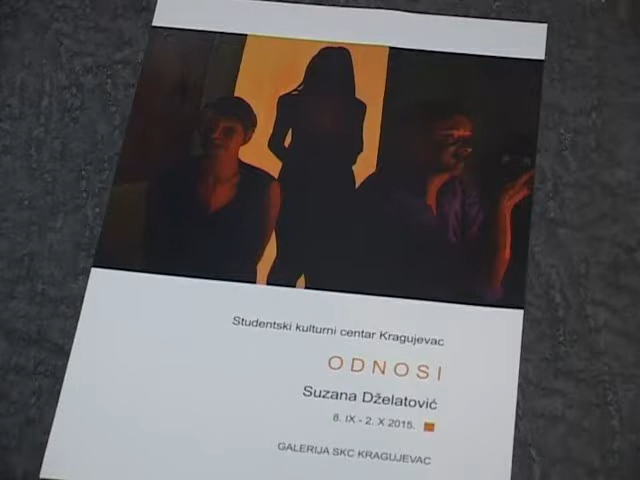 Studentski kulturni centar Kragujevac
ODNOSI
Suzana Dželatović
8. IX - 2. X 2015.
GALERIJA SKC KRAGUJEVAC